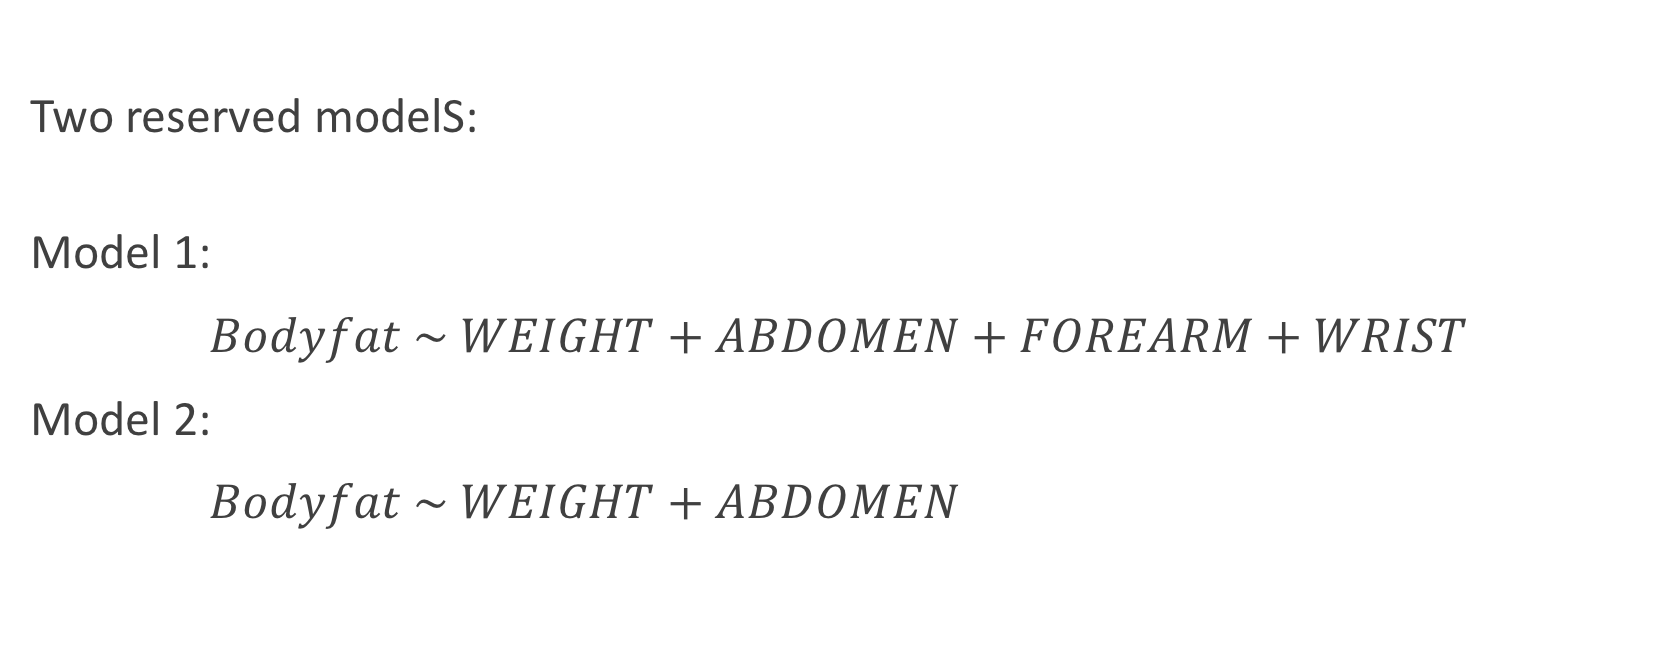 Two reserved modelS:
Model 1:
Bodyfat ~ WEIGHT + ABDOMEN + FOREARM + WRIST
Model 2:
Bodyfat ~ WEIGHT + ABDOMEN